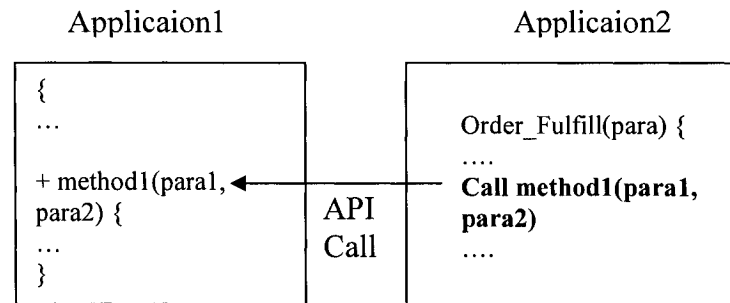 Applicaion1
Applicaion2
{
...
+ method1(para1,
para2) {
...
}
API
Call
Order_Fulfill(para) {
....
Call method1(para1,
para2)
....